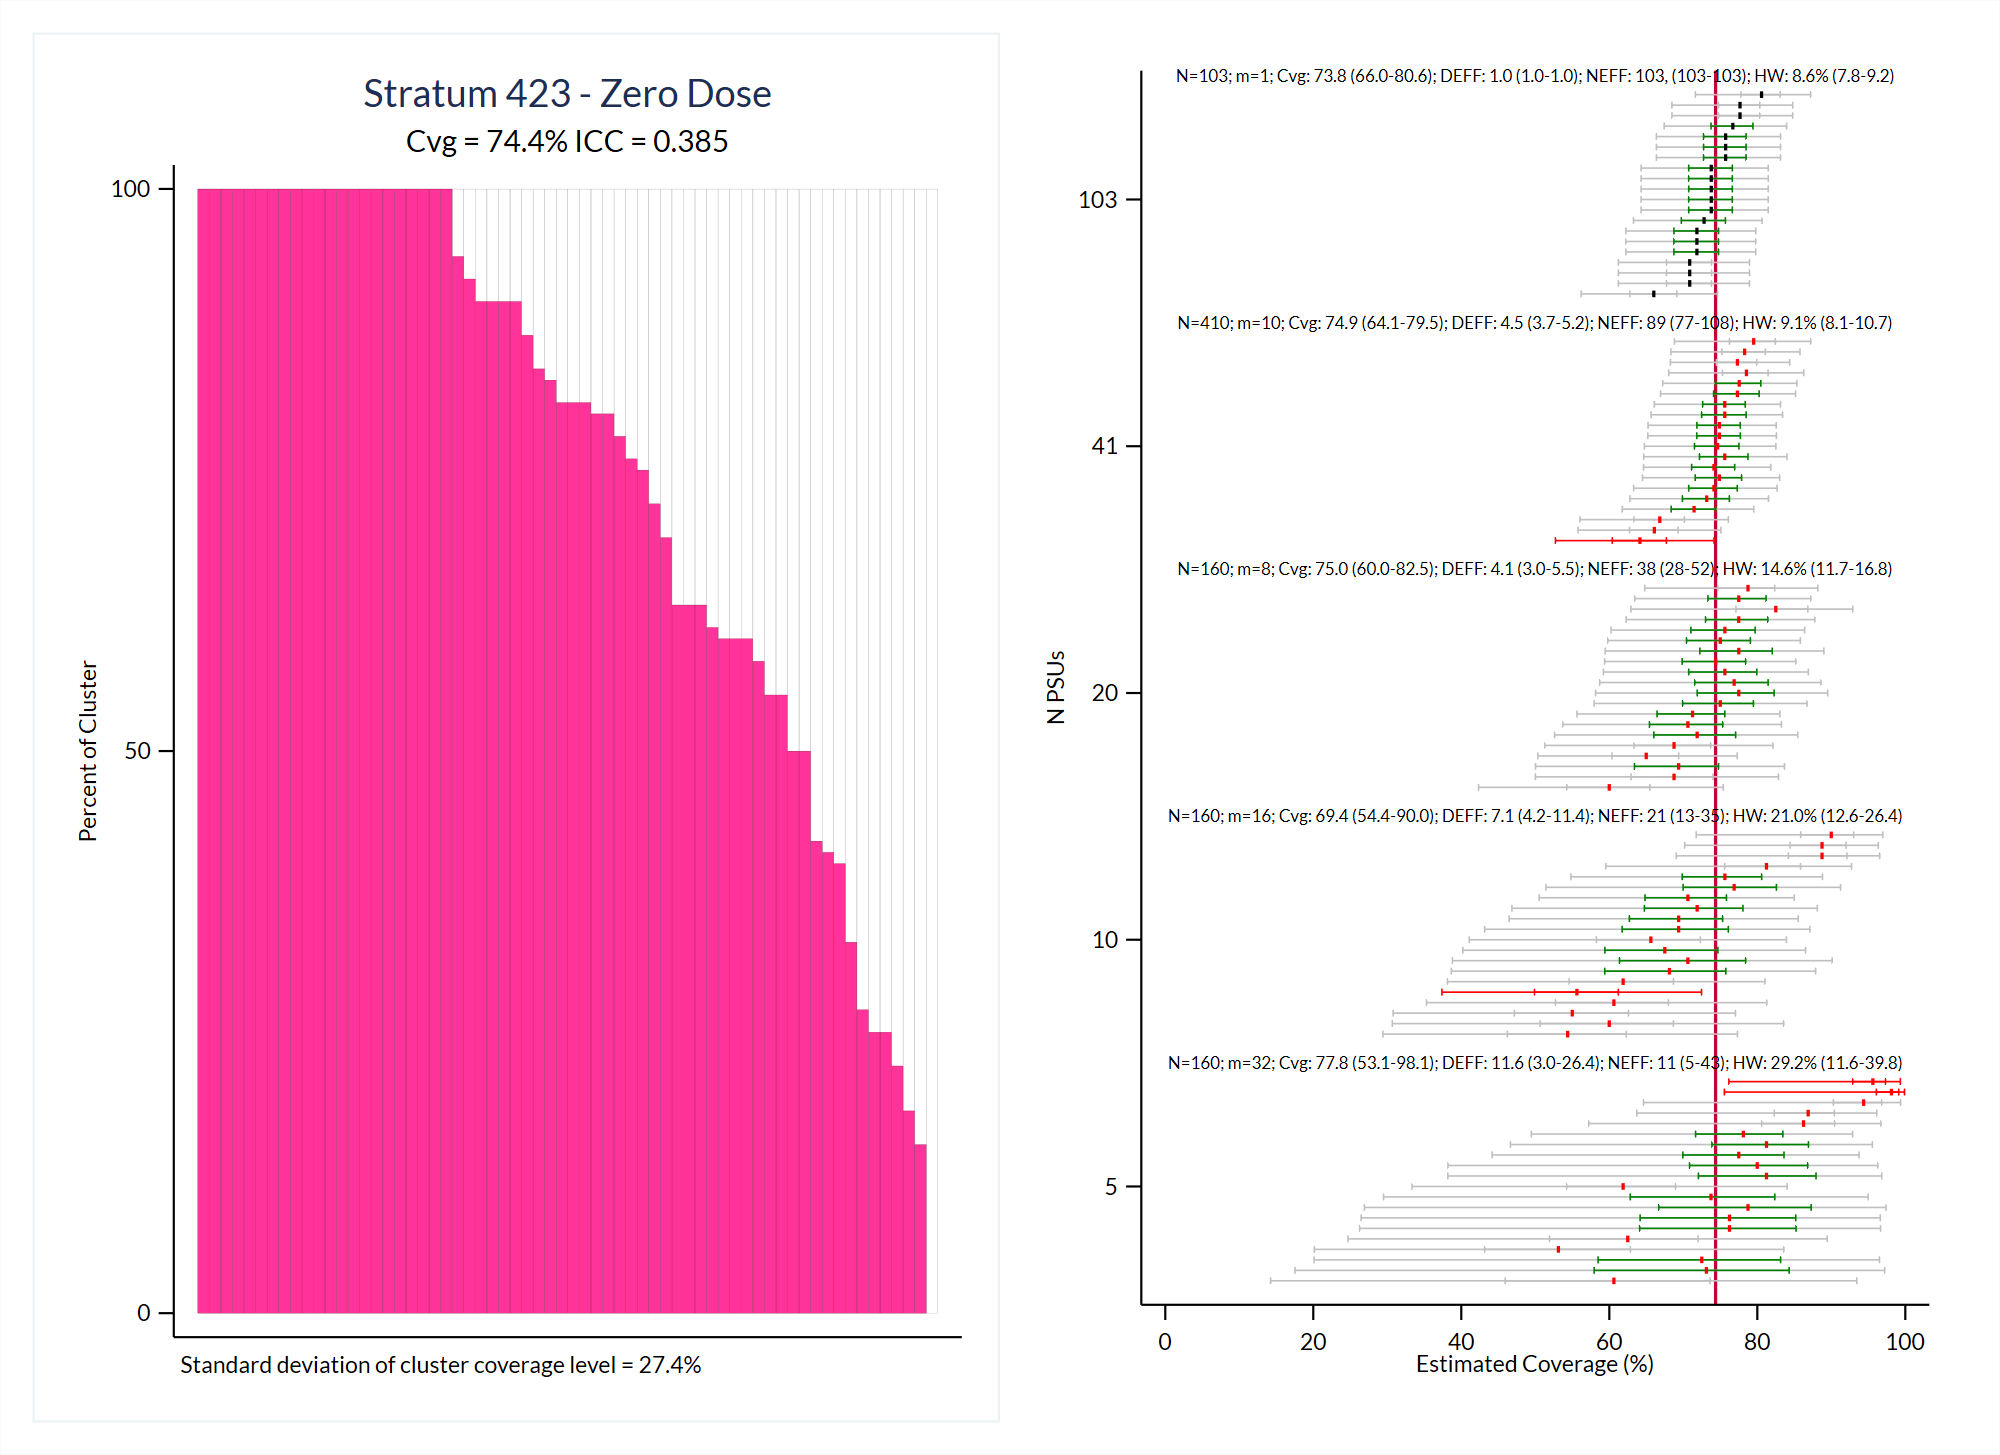 Stratum 423 - Zero Dose
Cvg = 74.4% ICC = 0.385
100
50
0
Percent of Cluster
Standard deviation of cluster coverage level = 27.4%
N=103; m=1; Cvg: 73.8 (66.0-80.6); DEFF: 1.0 (1.0-1.0); NEFF: 103, (103-103); HW: 8.6% (7.8-9.2)
103
N=410; m=10; Cvg: 74.9 (64.1-79.5); DEFF: 4.5 (3.7-5.2); NEFF: 89 (77-108); HW: 9.1% (8.1-10.7)
41
N=160; m=8; Cvg: 75.0 (60.0-82.5); DEFF: 4.1 (3.0-5.5); NEFF: 38 (28-52); HW: 14.6% (11.7-16.8)
N PSUs
20
N=160; m=16; Cvg: 69.4 (54.4-90.0); DEFF: 7.1 (4.2-11.4); NEFF: 21 (13-35); HW: 21.0% (12.6-26.4)
10
N=160; m=32; Cvg: 77.8 (53.1-98.1); DEFF: 11.6 (3.0-26.4); NEFF: 11 (5-43); HW: 29.2% (11.6-39.8)
5
0 20 40 60 80 100
Estimated Coverage (%)